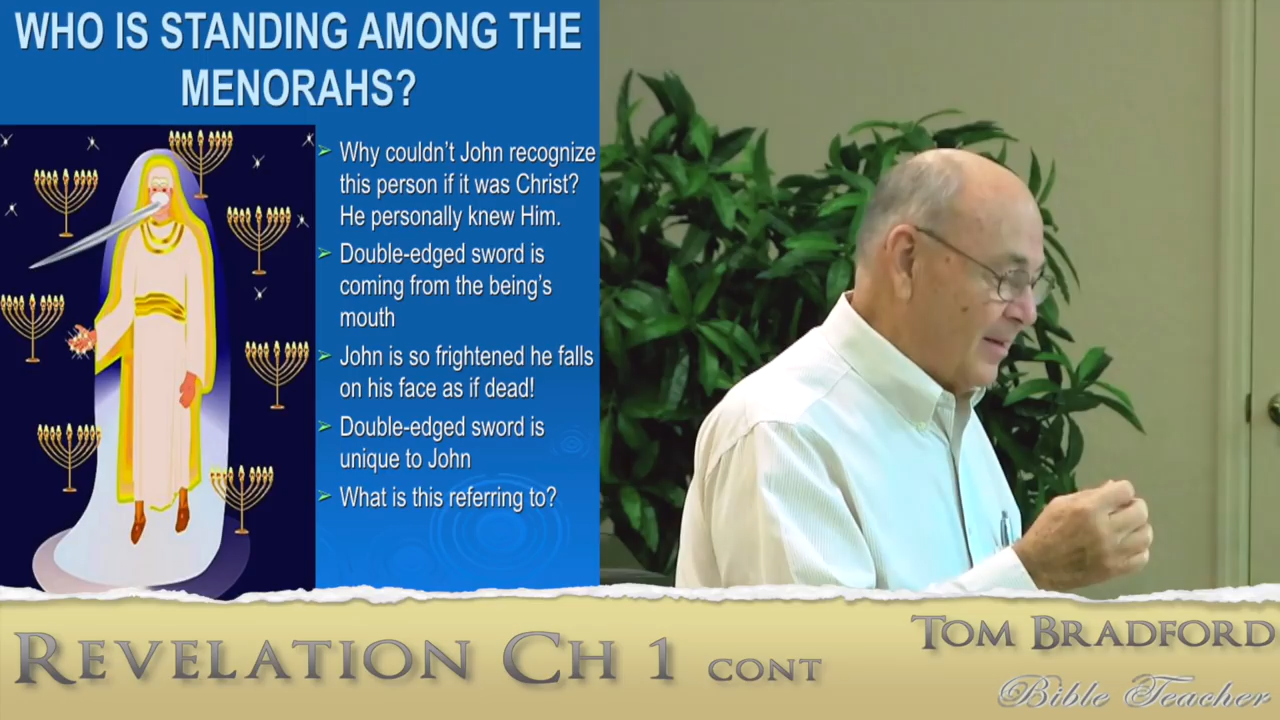 WHO IS STANDING AMONG THE
MENORAHS?
➢ Why couldn't John recognize
this person if it was Christ?
He personally knew Him.
➢ Double-edged sword is
coming from the being's
mouth
➢ John is so frightened he falls
on his face as if dead!
➢ Double-edged sword is
unique to John
➢ What is this referring to?
REVELATION CH 1 CONT
TOM BRADFORD
Bible Teacher